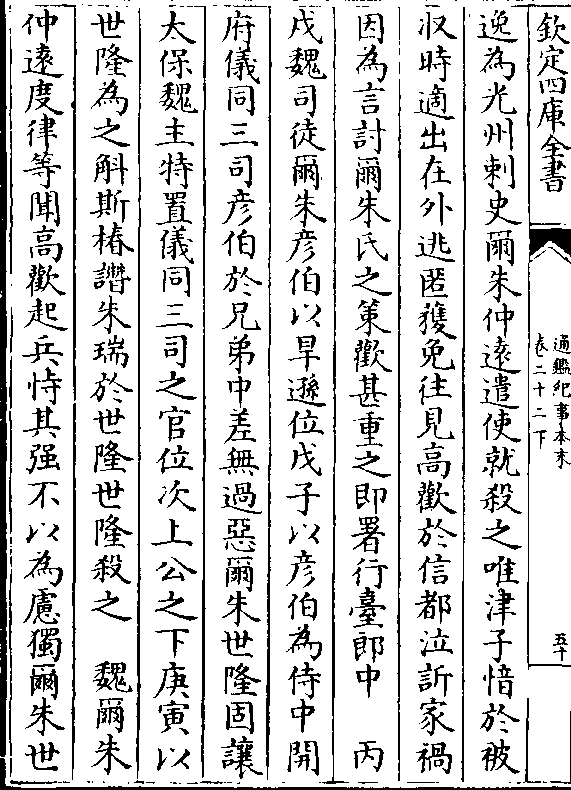 欽定四庫全書
通鑑紀事本末
卷二十二下
五十
逸為光州刺史爾朱仲遠遣使就殺之唯津子愔於被
収時適出在外逃匿獲免往見高歡於信都泣訴家禍
因為言討爾朱氏之策歡甚重之即署行臺郎中　丙
戌魏司徒爾朱彦伯以旱遜位戊子以彦伯為侍中開
府儀同三司彦伯於兄弟中差無過惡爾朱世隆固讓
太保魏主特置儀同三司之官位次上公之下庚寅以
世隆為之斛斯椿譖朱瑞於世隆世隆殺之　魏爾朱
仲遠度律等聞高歡起兵恃其强不以為慮獨爾朱世